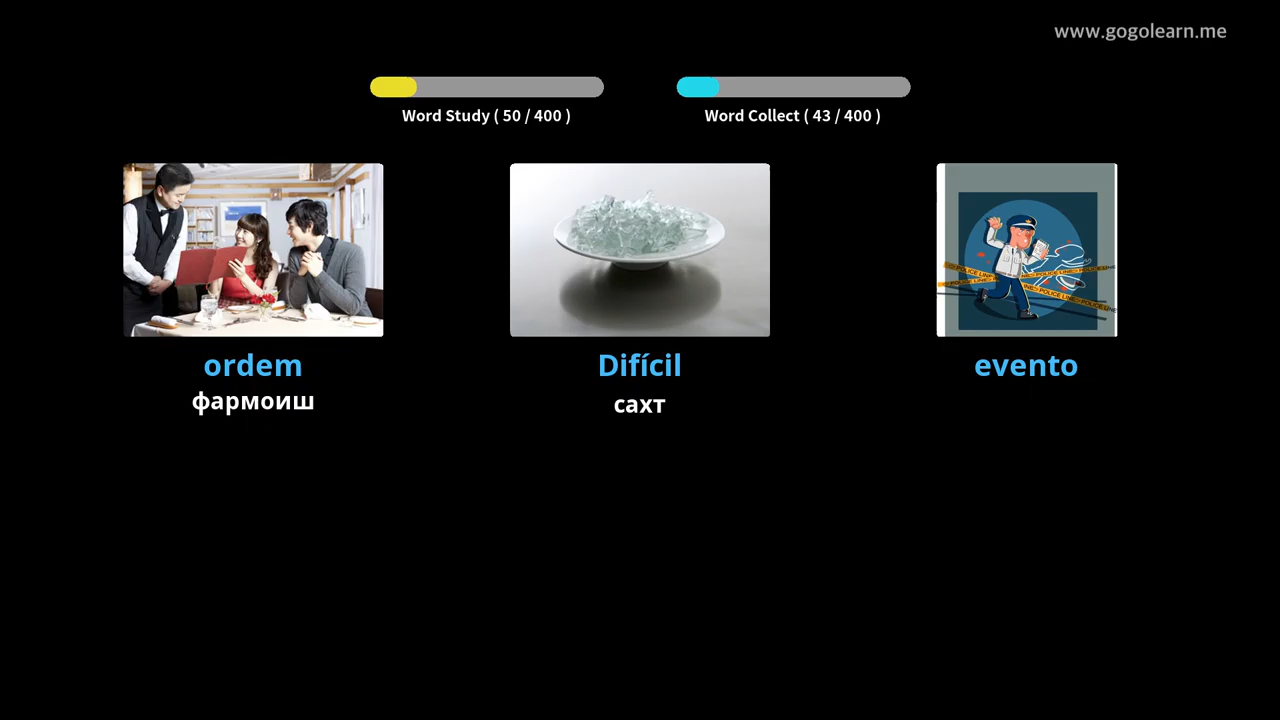 www.gogolearn.me
Word Study ( 50 / 400 )
Word Collect ( 43 / 400 )
ordem
Difícil
evento
фармоиш
сахт